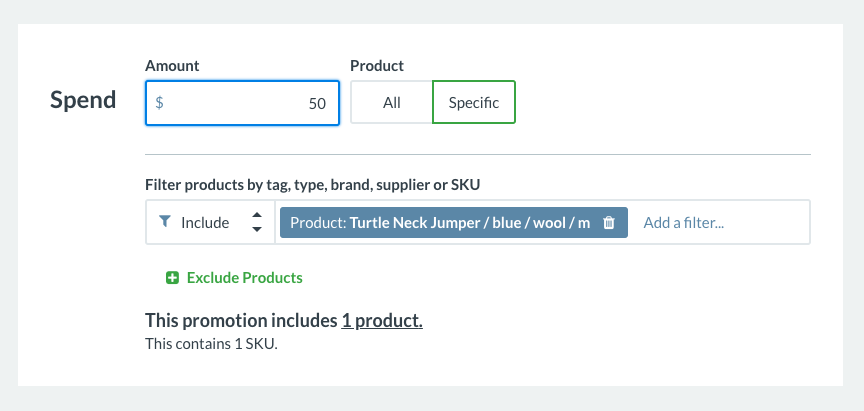 Amount
Product
Spend
$ 50
All
Specific
Filter products by tag, type, brand, supplier or SKU
Include
Product: Turtle Neck Jumper / blue / wool / m
Add a filter...
Exclude Products
This promotion includes 1 product.
This contains 1 SKU.